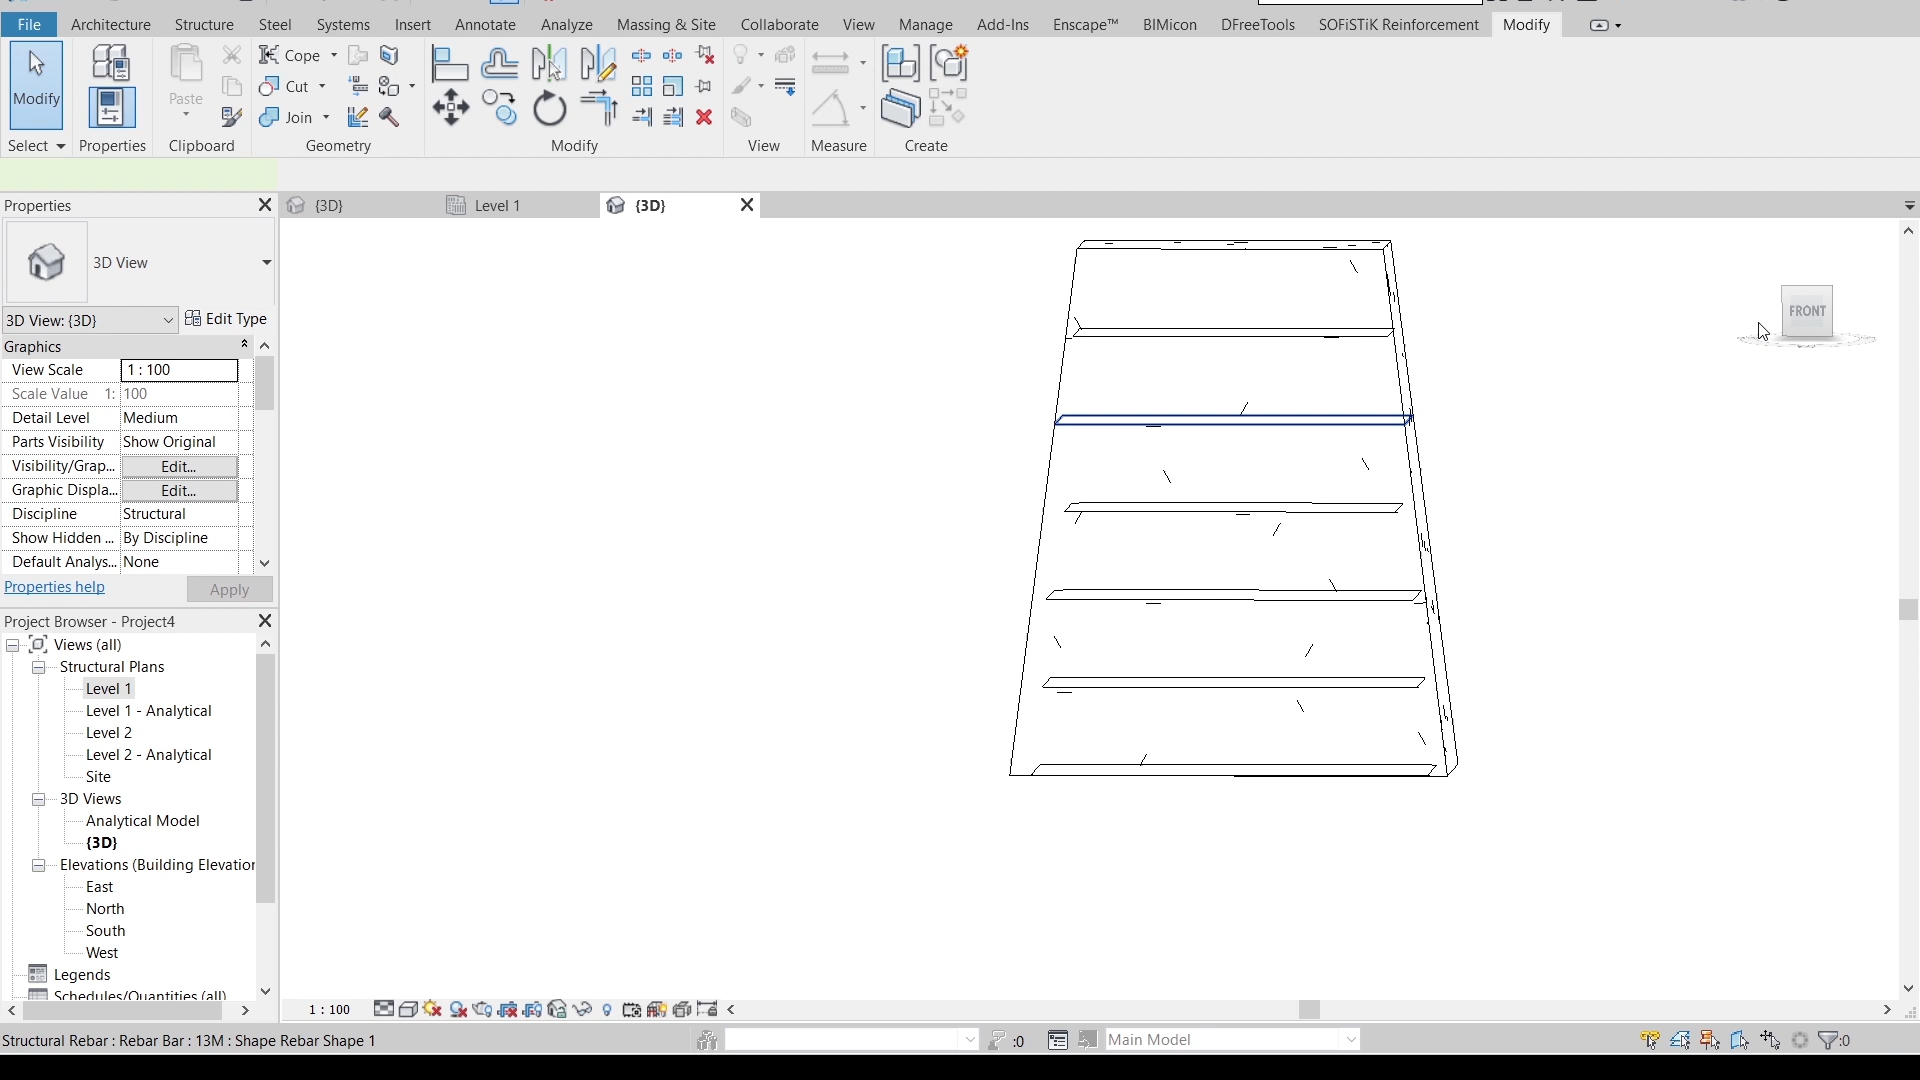 File Architecture Structure Steel Systems Insert Annotate Analyze Massing & Site Collaborate View Manage Add-Ins Enscape™ BIMicon DFreeTools SOFiSTiK Reinforcement Modify
Modify
Paste
Cope
Cut
Join
Select Properties Clipboard Geometry Modify View Measure Create
Properties
{3D} Level 1 {3D}
3D View
3D View: {3D} Edit Type
Graphics
View Scale 1 : 100
Scale Value 1: 100
Detail Level Medium
Parts Visibility Show Original
Visibility/Grap... Edit...
Graphic Displa... Edit...
Discipline Structural
Show Hidden ... By Discipline
Default Analys... None
Properties help Apply
FRONT
Project Browser - Project4
Views (all)
Structural Plans
Level 1
Level 1 - Analytical
Level 2
Level 2 - Analytical
Site
3D Views
Analytical Model
{3D}
Elevations (Building Elevation
East
North
South
West
Legends
Schedules/Quantities (all)
1 : 100
Structural Rebar : Rebar Bar : 13M : Shape Rebar Shape 1
:0
Main Model
:0